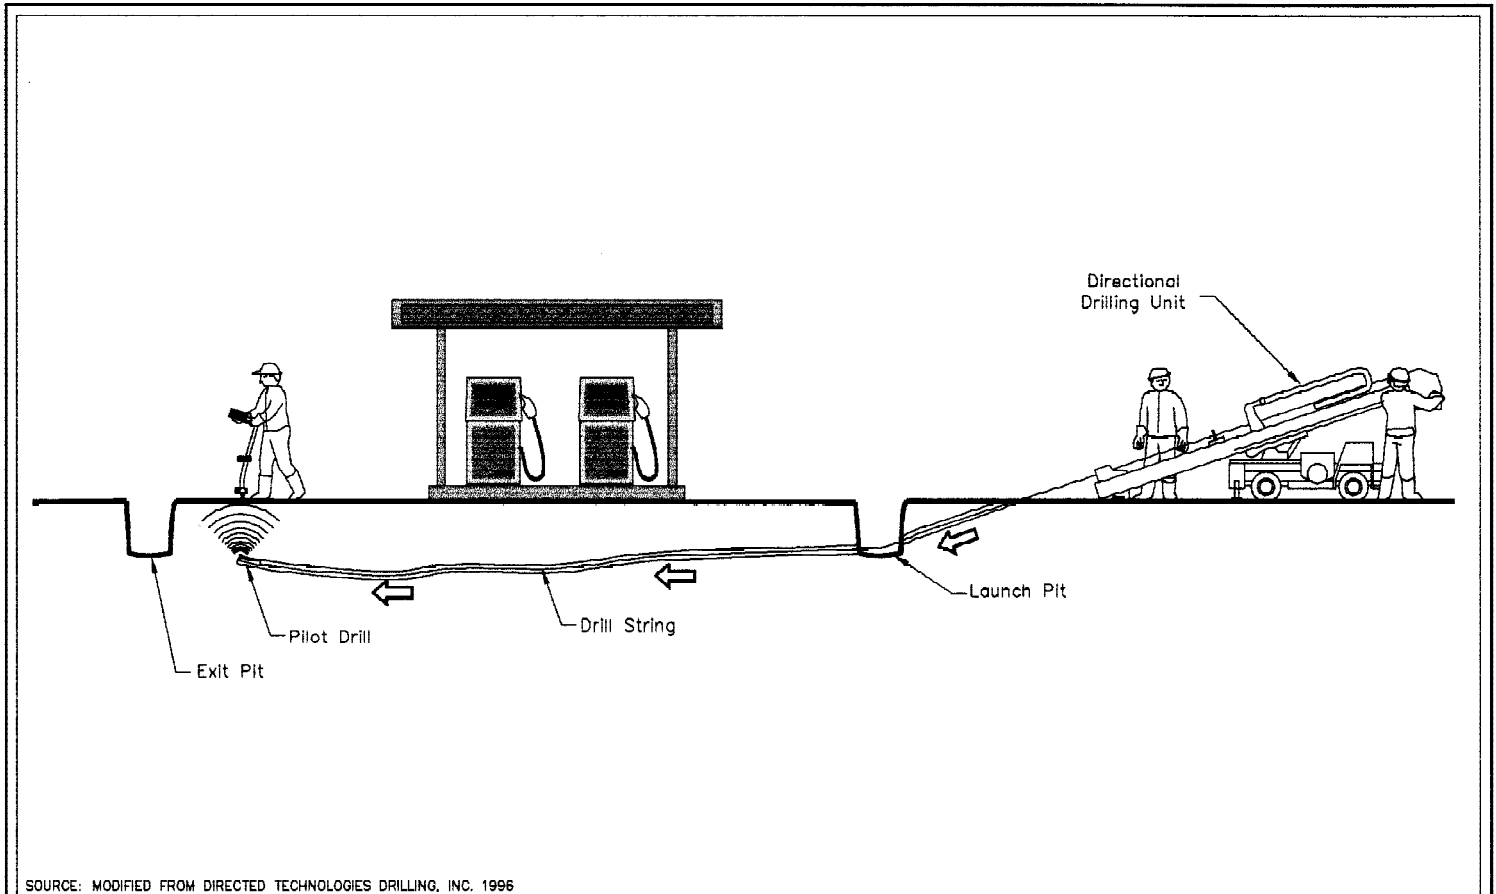 Directional
Drilling Unit
Launch Pit
Drill String
Pilot Drill
Exit Pit
SOURCE: MODIFIED FROM DIRECTED TECHNOLOGIES DRILLING, INC. 1996